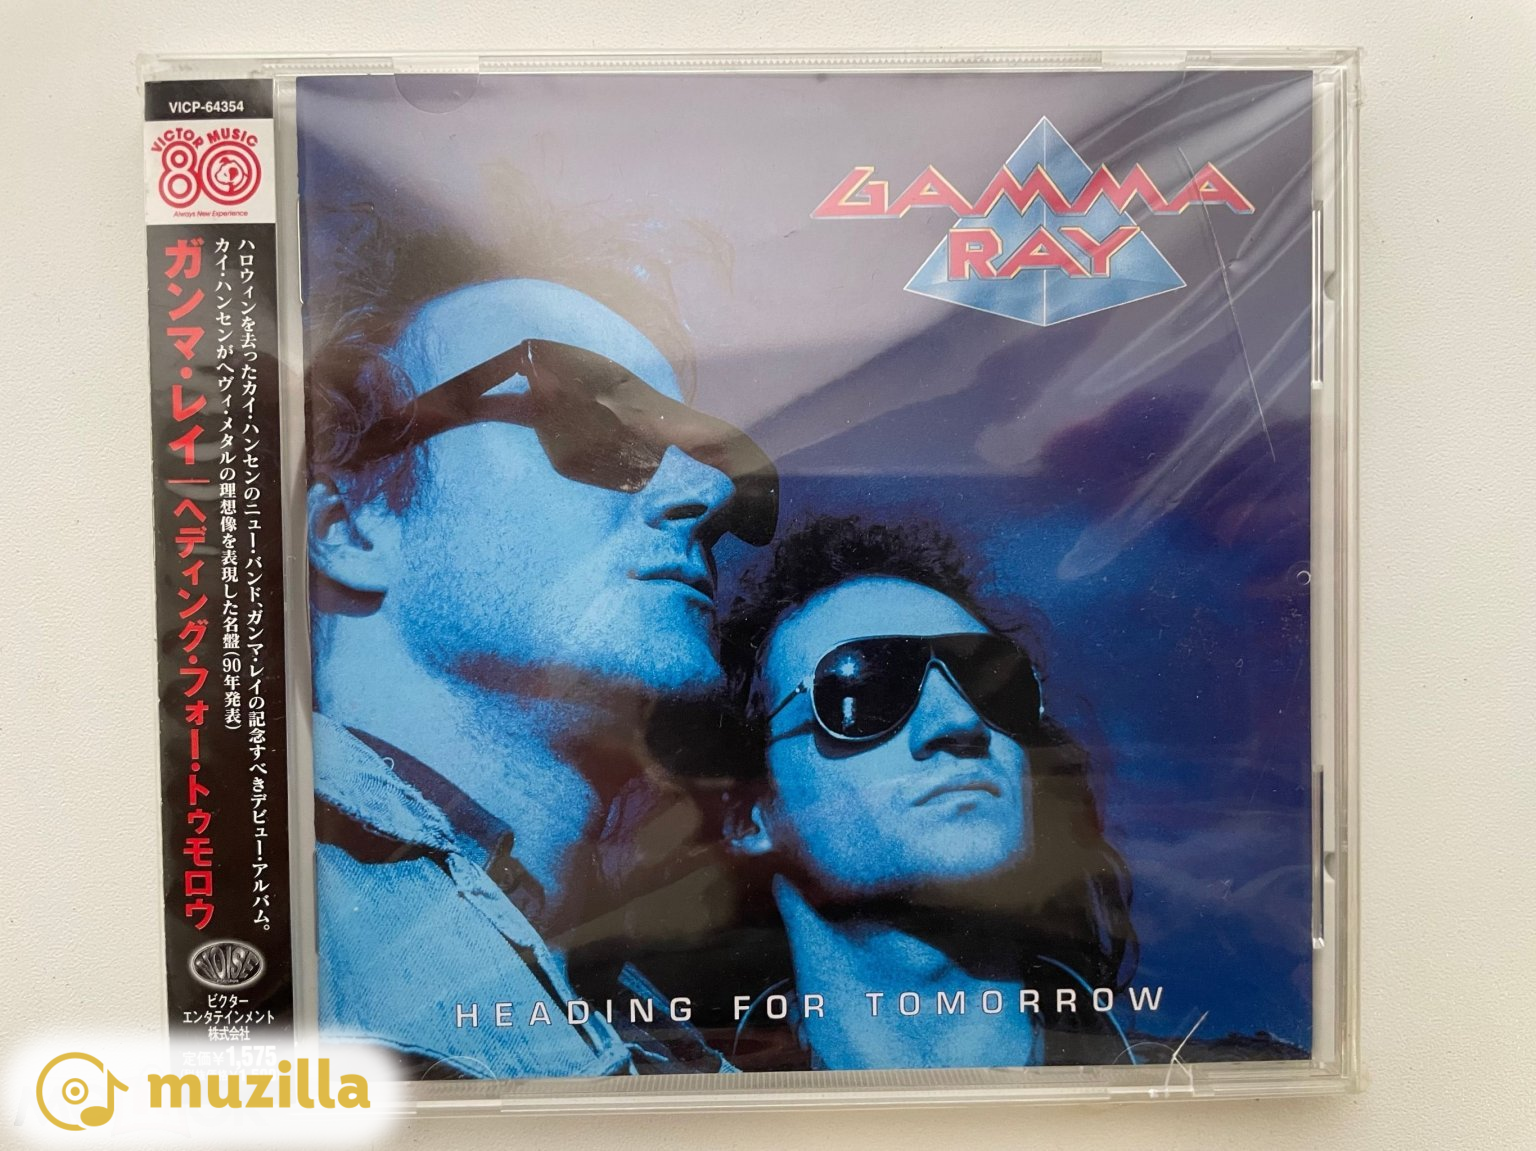 VICP-64354
VICTOR MUSIC
80
Always New Experience
ハロウィンを去ったカイ・ハンセンのニュー・バンド、ガンマ・レイの記念すべきデビュー・アルバム。
カイ・ハンセンがヘヴィ・メタルの理想像を表現した名盤(90年発表)
ガンマ・レイ|ヘディング・フォー・トゥモロウ
NOISE
ビクター
エンタテインメント
株式会社
定価¥1,575
GAMMA
RAY
HEADING FOR TOMORROW
muzilla